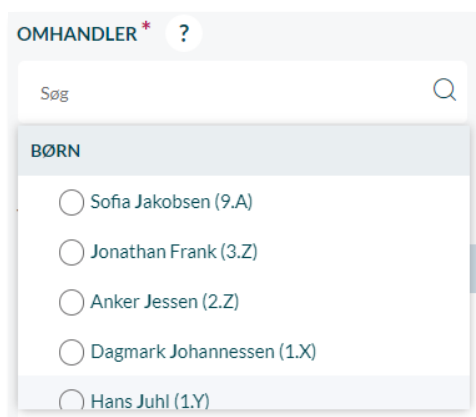 OMHANDLER * ?
Søg
BØRN
Sofia Jakobsen (9.A)
Jonathan Frank (3.Z)
Anker Jessen (2.Z)
Dagmark Johannessen (1.X)
Hans Juhl (1.Y)